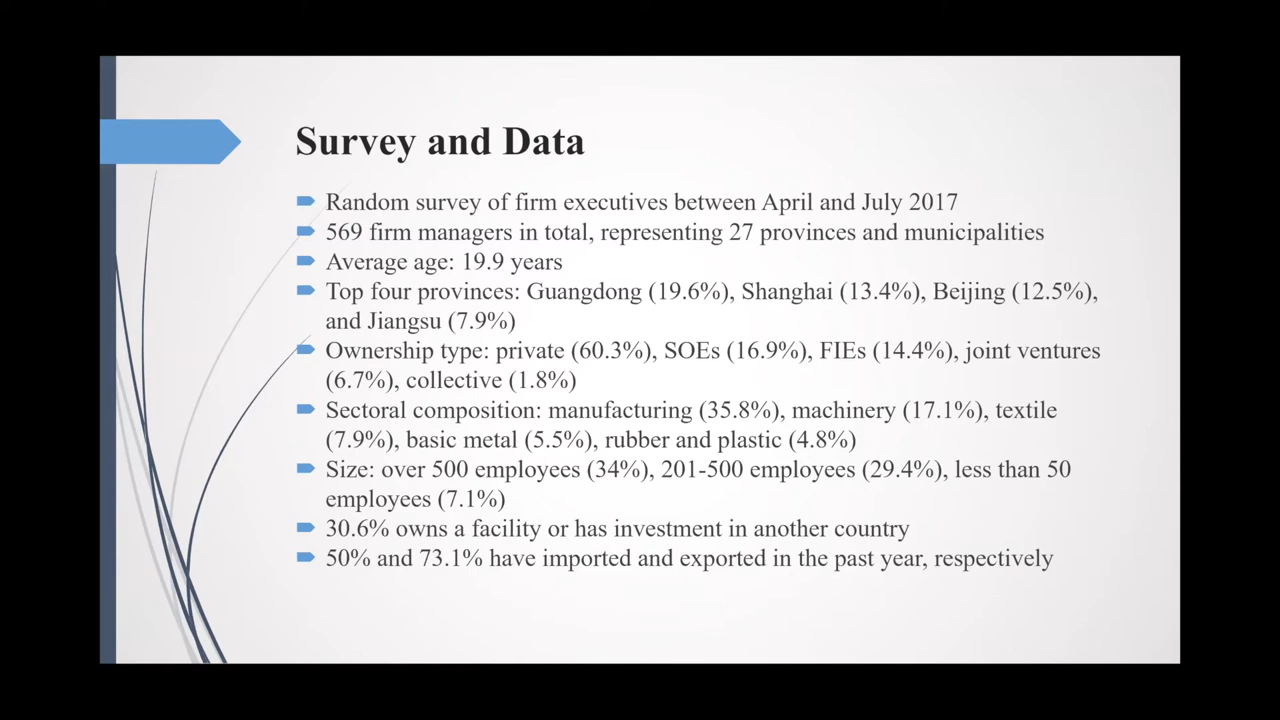 Survey and Data
Random survey of firm executives between April and July 2017
569 firm managers in total, representing 27 provinces and municipalities
Average age: 19.9 years
Top four provinces: Guangdong (19.6%), Shanghai (13.4%), Beijing (12.5%),
and Jiangsu (7.9%)
Ownership type: private (60.3%), SOEs (16.9%), FIEs (14.4%), joint ventures
(6.7%), collective (1.8%)
Sectoral composition: manufacturing (35.8%), machinery (17.1%), textile
(7.9%), basic metal (5.5%), rubber and plastic (4.8%)
Size: over 500 employees (34%), 201-500 employees (29.4%), less than 50
employees (7.1%)
30.6% owns a facility or has investment in another country
50% and 73.1% have imported and exported in the past year, respectively